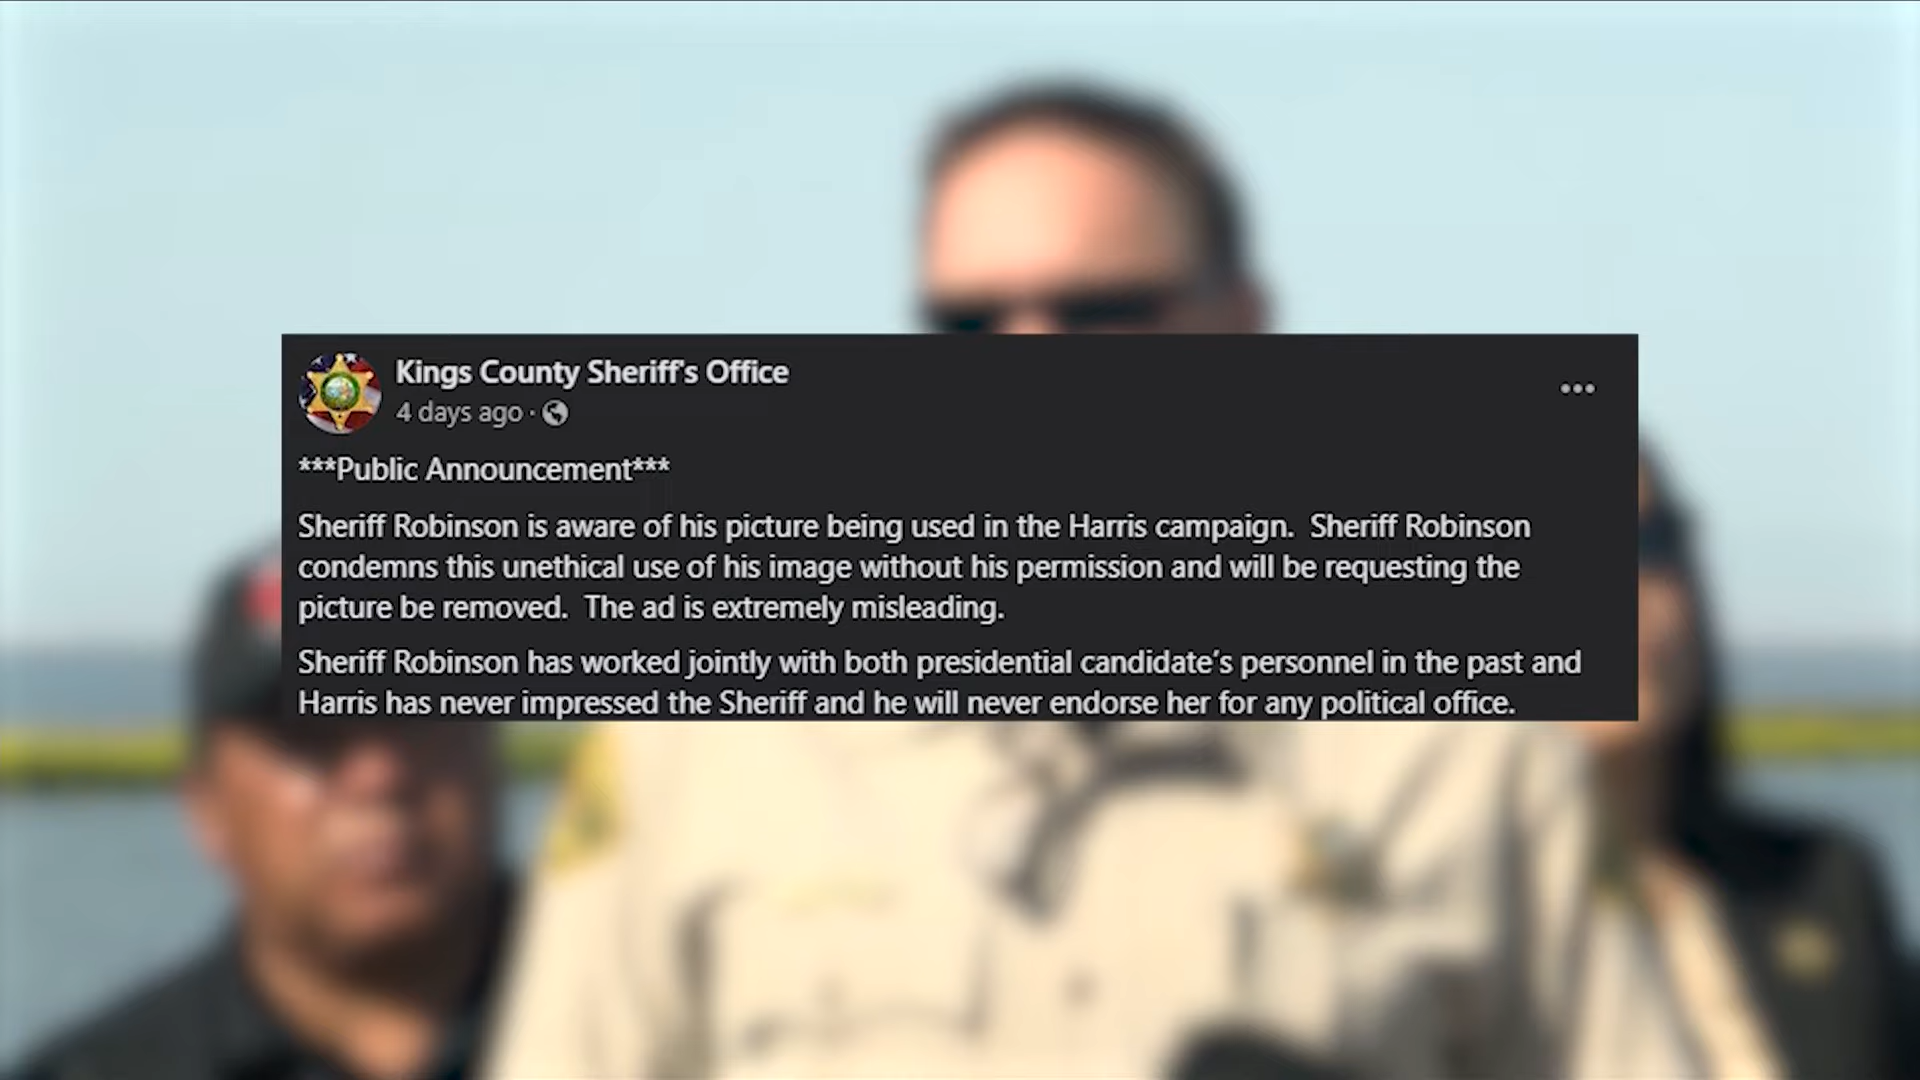 Kings County Sheriff's Office
4 days ago ·
***Public Announcement***
Sheriff Robinson is aware of his picture being used in the Harris campaign.  Sheriff Robinson
condemns this unethical use of his image without his permission and will be requesting the
picture be removed.  The ad is extremely misleading.
Sheriff Robinson has worked jointly with both presidential candidate’s personnel in the past and
Harris has never impressed the Sheriff and he will never endorse her for any political office.